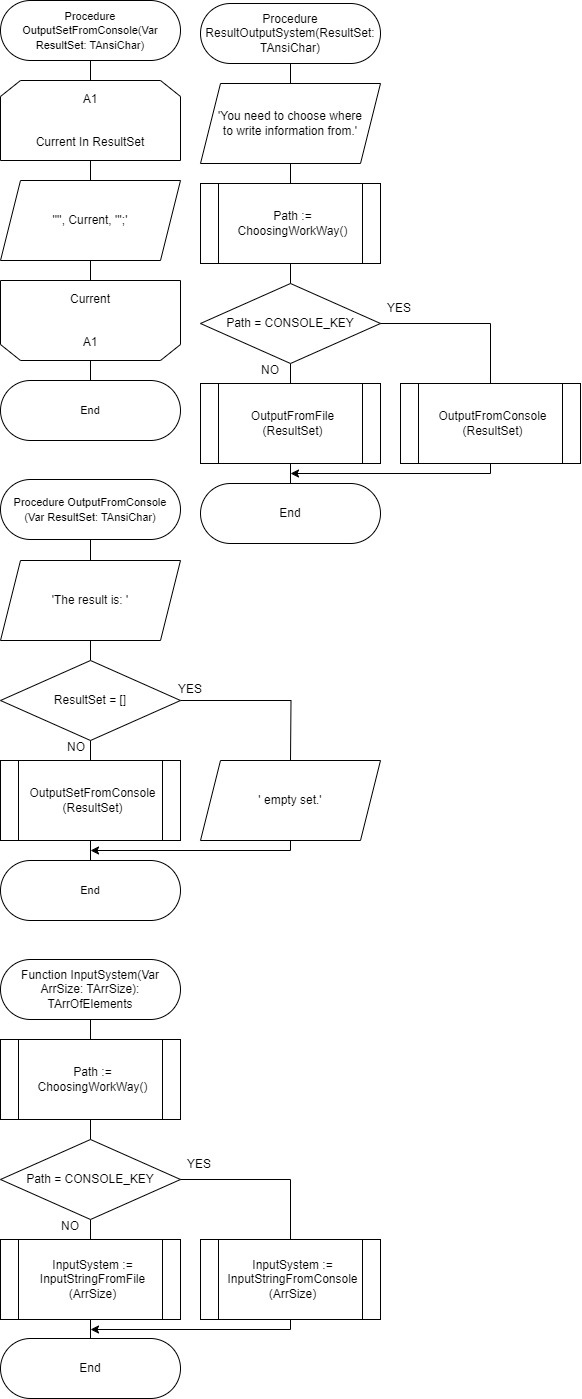 Procedure
OutputSetFromConsole(Var
ResultSet: TAnsiChar)
A1
Current In ResultSet
'"', Current, '";'
Current
A1
End
Procedure
ResultOutputSystem(ResultSet:
TAnsiChar)
'You need to choose where
to write information from.'
Path :=
ChoosingWorkWay()
Path = CONSOLE_KEY
YES
NO
OutputFromFile
(ResultSet)
OutputFromConsole
(ResultSet)
End
Procedure OutputFromConsole
(Var ResultSet: TAnsiChar)
'The result is: '
ResultSet = []
YES
NO
OutputSetFromConsole
(ResultSet)
' empty set.'
End
Function InputSystem(Var
ArrSize: TArrSize):
TArrOfElements
Path :=
ChoosingWorkWay()
Path = CONSOLE_KEY
YES
NO
InputSystem :=
InputStringFromFile
(ArrSize)
InputSystem :=
InputStringFromConsole
(ArrSize)
End